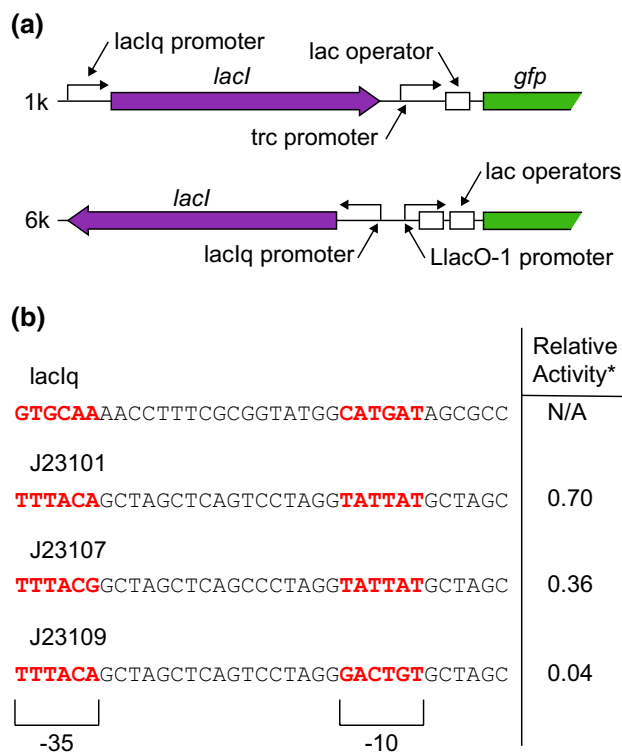 (a)
lacIq promoter
lac operator
lacI
gfp
1k
trc promoter
lac operators
lacI
6k
lacIq promoter
LlacO-1 promoter
(b)
Relative
Activity*
lacIq
GTGCAAAACCTTTCGCGGTATGGCATGATAGCGCC N/A
J23101
TTTACAGCTAGCTCAGTCCTAGGTATTATGCTAGC 0.70
J23107
TTTACGGCTAGCTCAGCCCTAGGTATTATGCTAGC 0.36
J23109
TTTACAGCTAGCTCAGTCCTAGGGACTGTGCTAGC 0.04
-35 -10